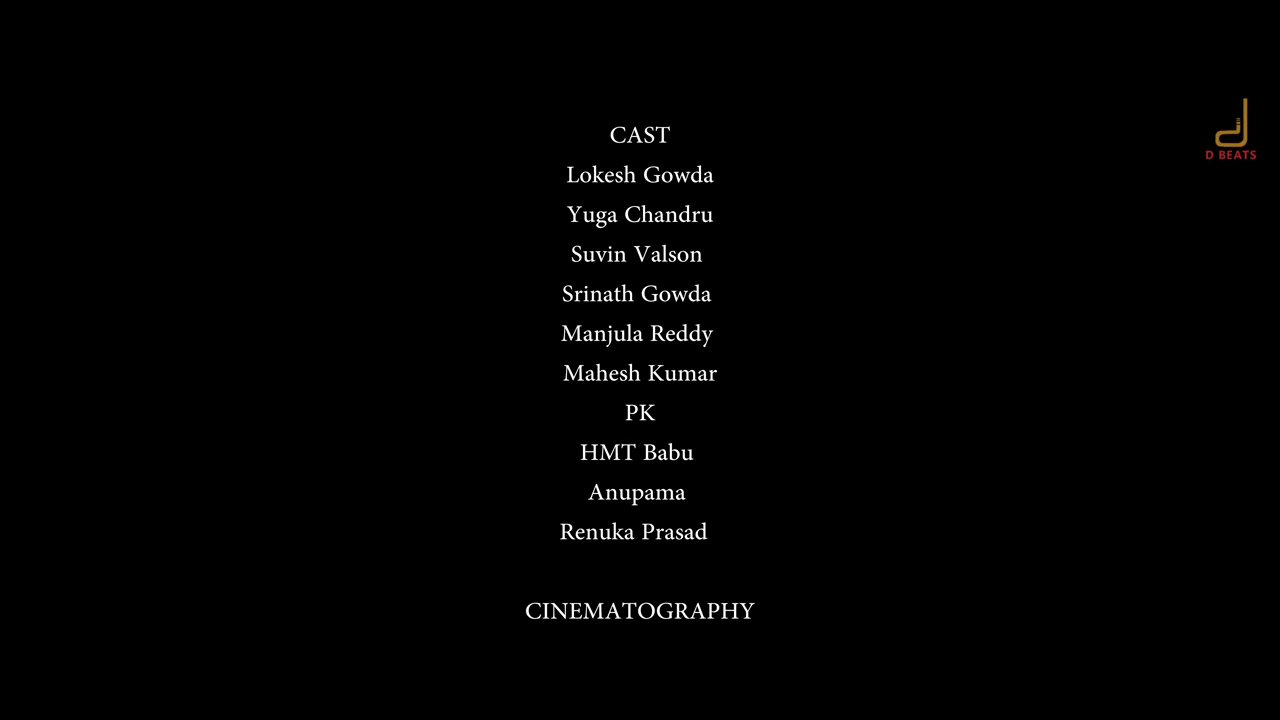 CAST
Lokesh Gowda
Yuga Chandru
Suvin Valson
Srinath Gowda
Manjula Reddy
Mahesh Kumar
PK
HMT Babu
Anupama
Renuka Prasad
CINEMATOGRAPHY
D BEATS